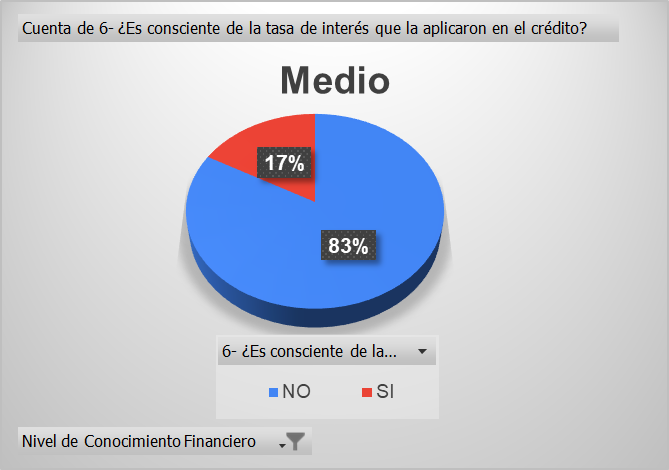 Cuenta de 6- ¿Es consciente de la tasa de interés que la aplicaron en el crédito?
Medio
17%
83%
6- ¿Es consciente de la...
NO SI
Nivel de Conocimiento Financiero